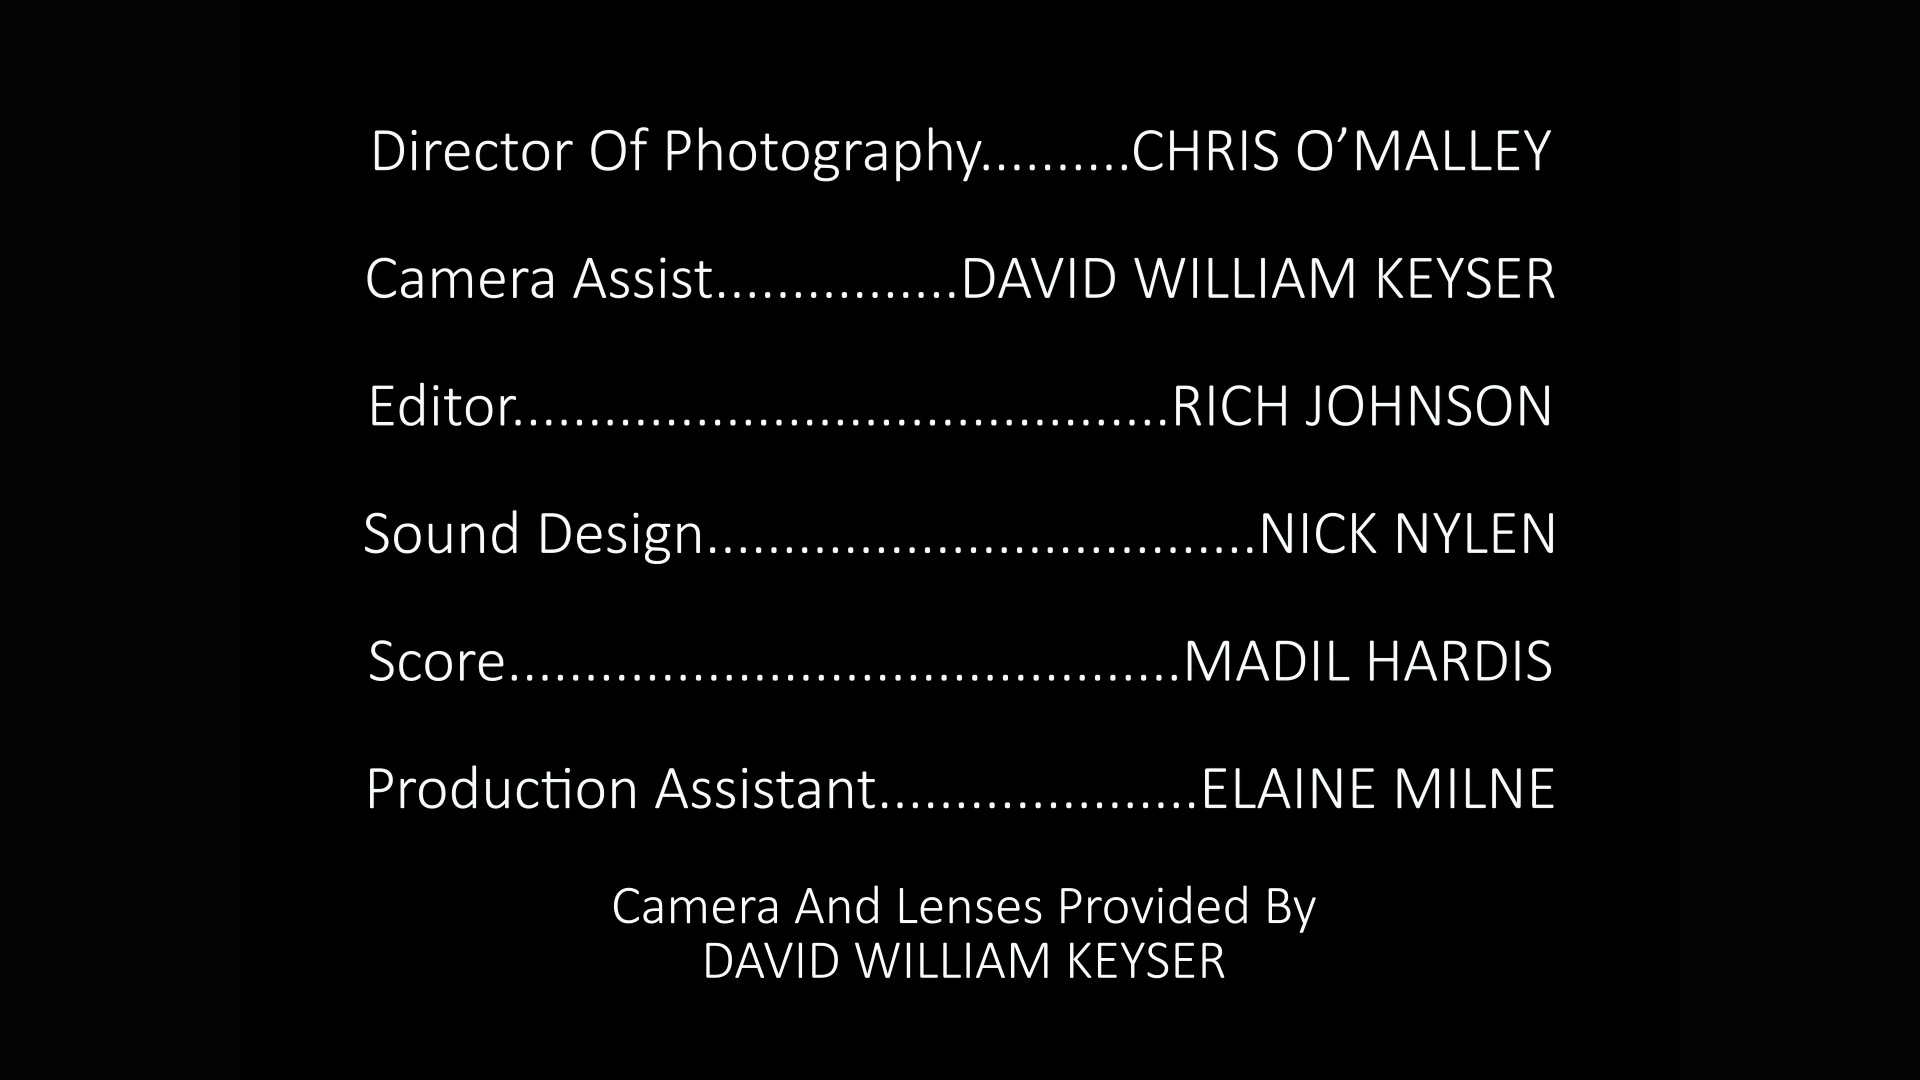 Director Of Photography..........CHRIS O’MALLEY
Camera Assist................DAVID WILLIAM KEYSER
Editor...........................................RICH JOHNSON
Sound Design....................................NICK NYLEN
Score............................................MADIL HARDIS
Production Assistant.....................ELAINE MILNE
Camera And Lenses Provided By
DAVID WILLIAM KEYSER